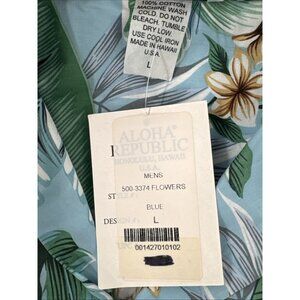 100% COTTON
MACHINE WASH
COLD. DO NOT
BLEACH. TUMBLE
DRY LOW.
USE COOL IRON
MADE IN HAWAII
U.S.A.
L
ALOHA
REPUBLIC
HONOLULU, HAWAII
U.S.A.
MENS
500-3374 FLOWERS
BLUE
L
001427010102